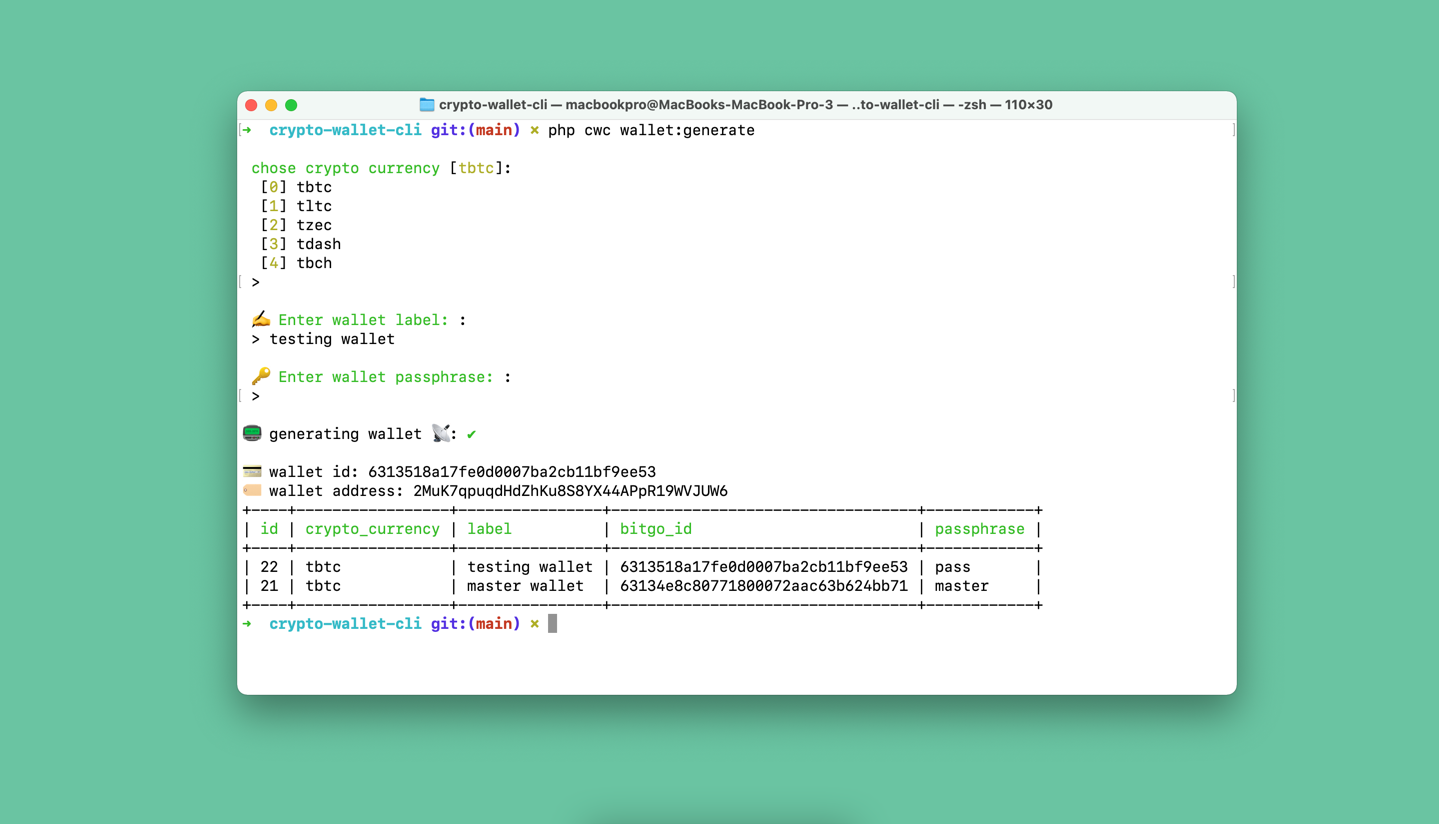 crypto-wallet-cli — macbookpro@MacBooks-MacBook-Pro-3 — ..to-wallet-cli — -zsh — 110×30
[➜  crypto-wallet-cli git:(main) × php cwc wallet:generate ]
chose crypto currency [tbtc]:
[0] tbtc
[1] tltc
[2] tzec
[3] tdash
[4] tbch
[ > ]
✍️ Enter wallet label: :
> testing wallet
🔑 Enter wallet passphrase: :
[ > ]
📟 generating wallet 📡: ✔
💳 wallet id: 6313518a17fe0d0007ba2cb11bf9ee53
🏷️ wallet address: 2MuK7qpuqdHdZhKu8S8YX44APpR19WVJUW6
+----+-----------------+----------------+----------------------------------+------------+
| id | crypto_currency | label          | bitgo_id                         | passphrase |
+----+-----------------+----------------+----------------------------------+------------+
| 22 | tbtc            | testing wallet | 6313518a17fe0d0007ba2cb11bf9ee53 | pass       |
| 21 | tbtc            | master wallet  | 63134e8c80771800072aac63b624bb71 | master     |
+----+-----------------+----------------+----------------------------------+------------+
➜  crypto-wallet-cli git:(main) ×